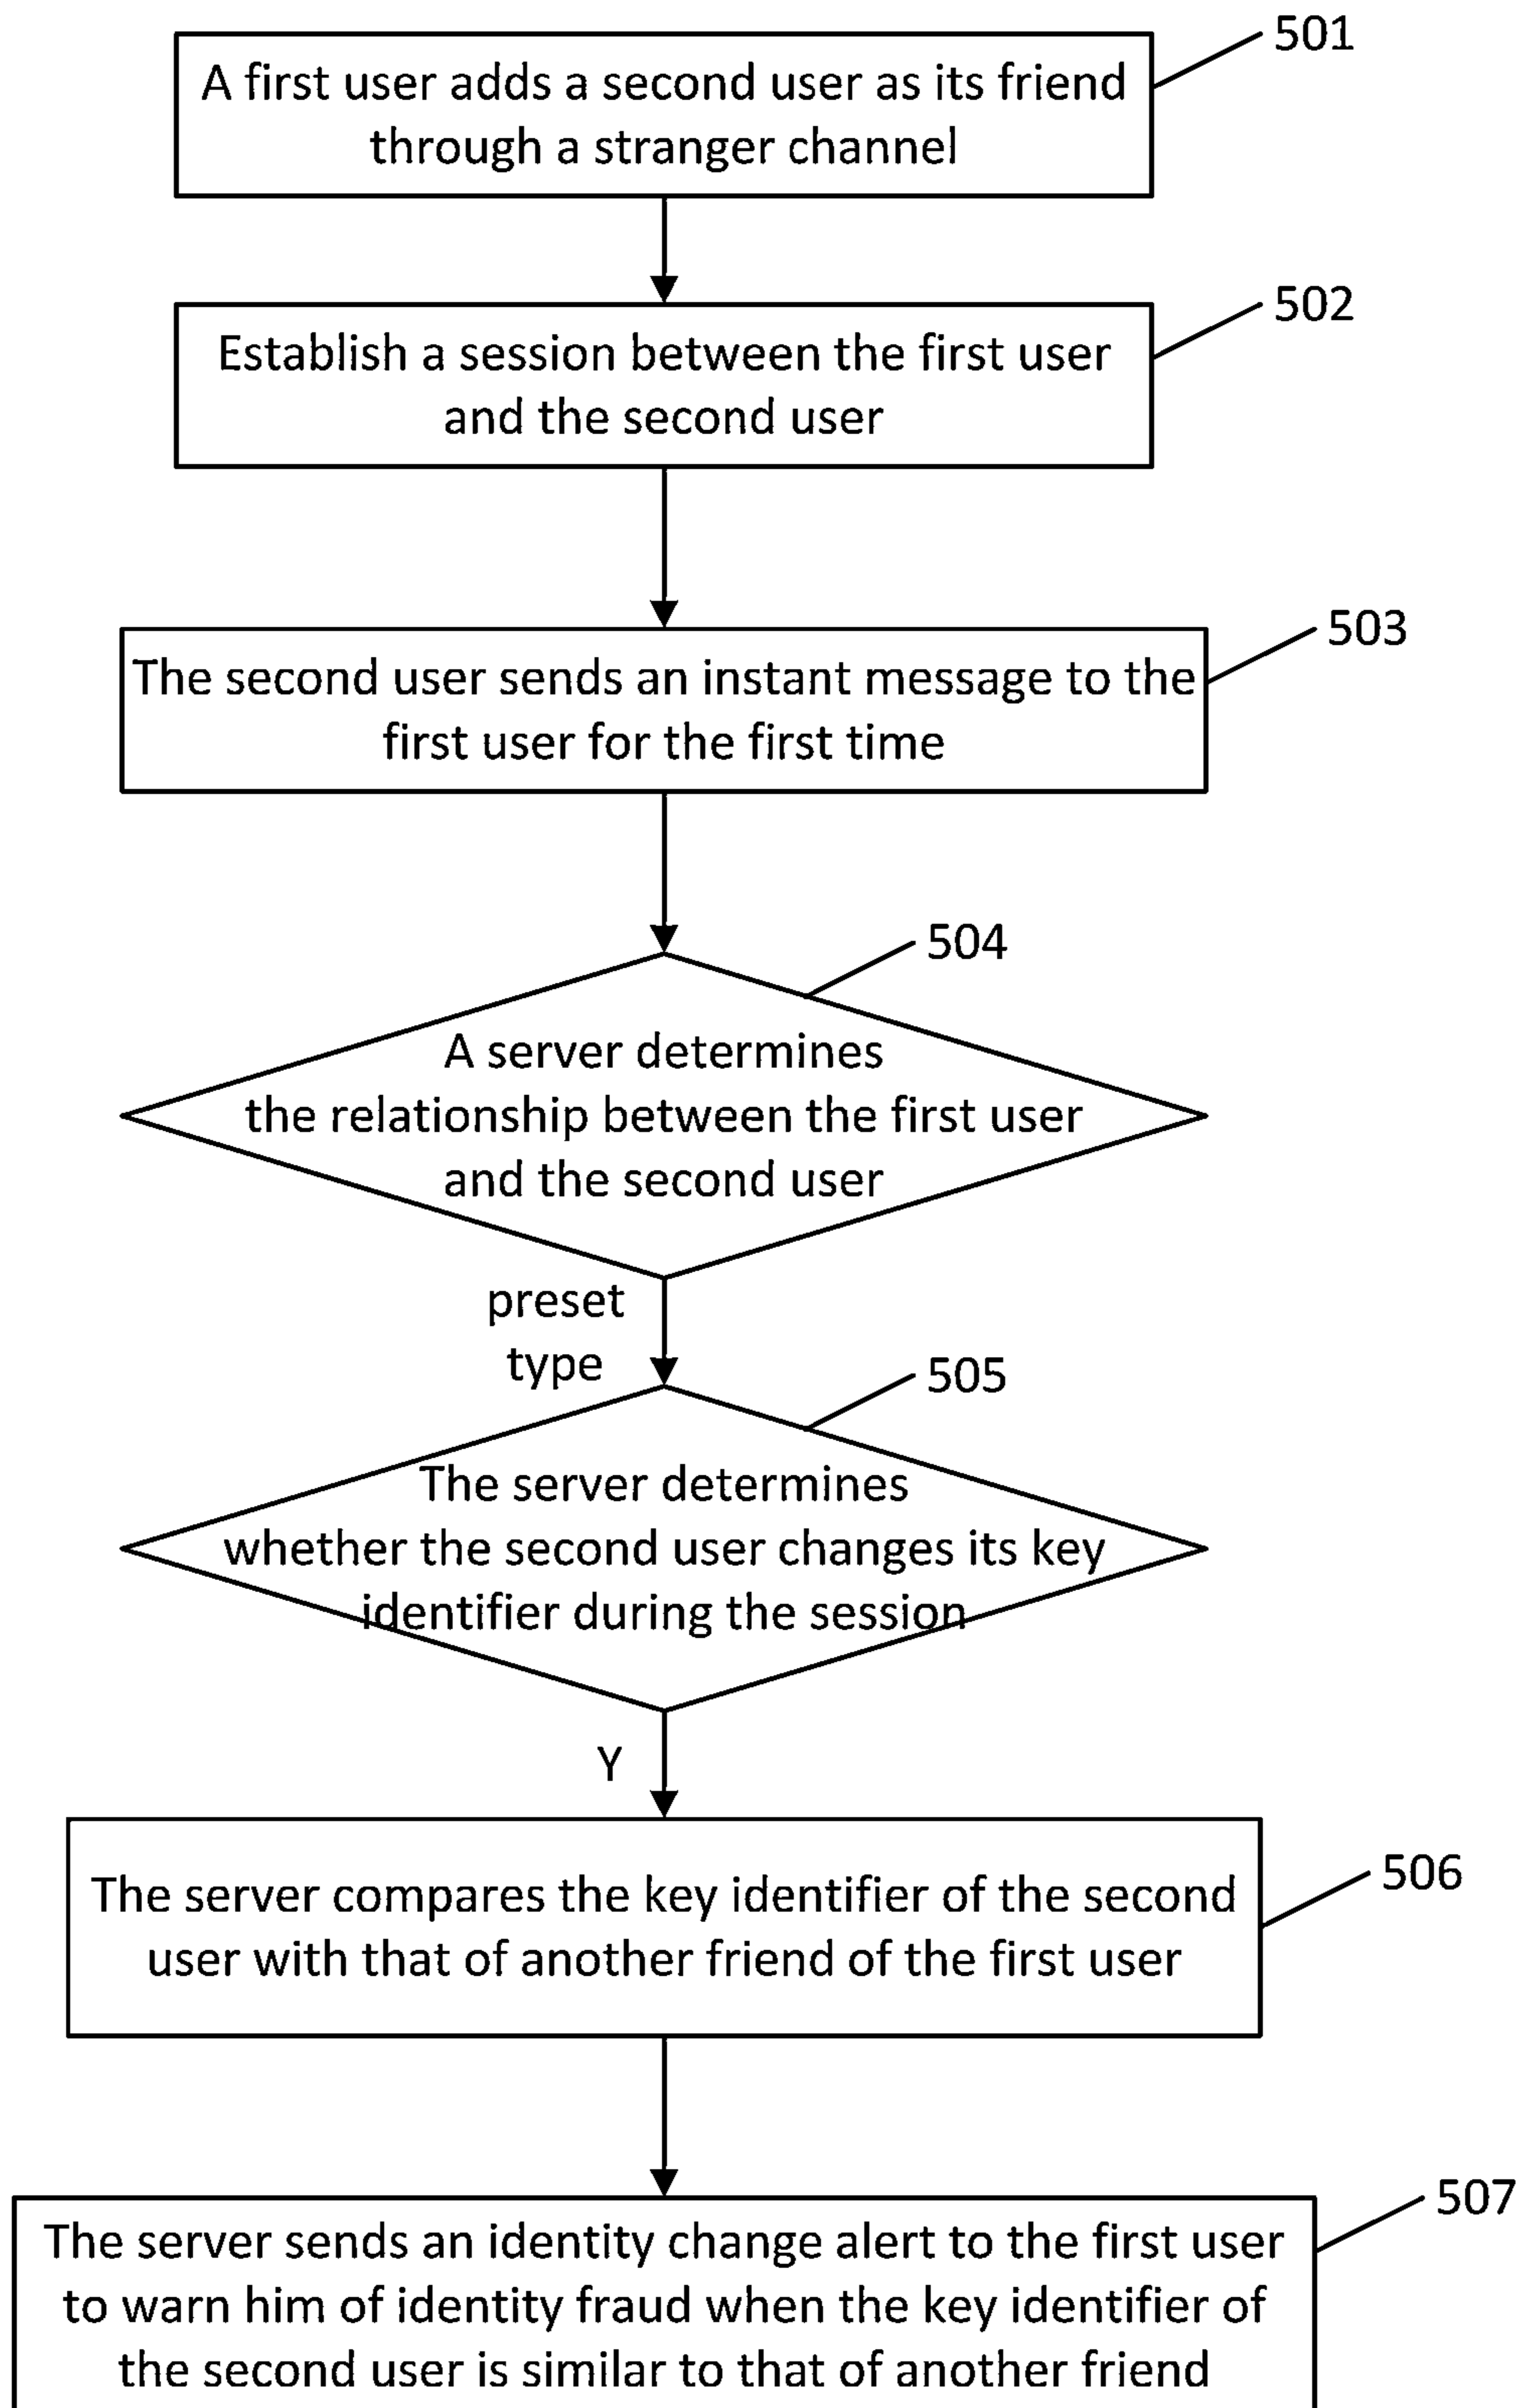 501
A first user adds a second user as its friend
through a stranger channel
502
Establish a session between the first user
and the second user
503
The second user sends an instant message to the
first user for the first time
504
A server determines
the relationship between the first user
and the second user
preset
type
505
The server determines
whether the second user changes its key
identifier during the session
Y
506
The server compares the key identifier of the second
user with that of another friend of the first user
507
The server sends an identity change alert to the first user
to warn him of identity fraud when the key identifier of
the second user is similar to that of another friend